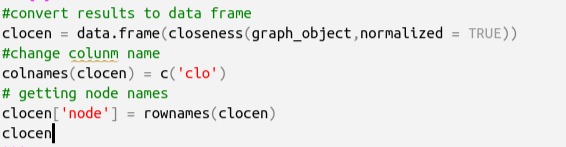 #convert results to data frame
clocen = data.frame(closeness(graph_object,normalized = TRUE))
#change colunm name
colnames(clocen) = c('clo')
# getting node names
clocen['node'] = rownames(clocen)
clocen